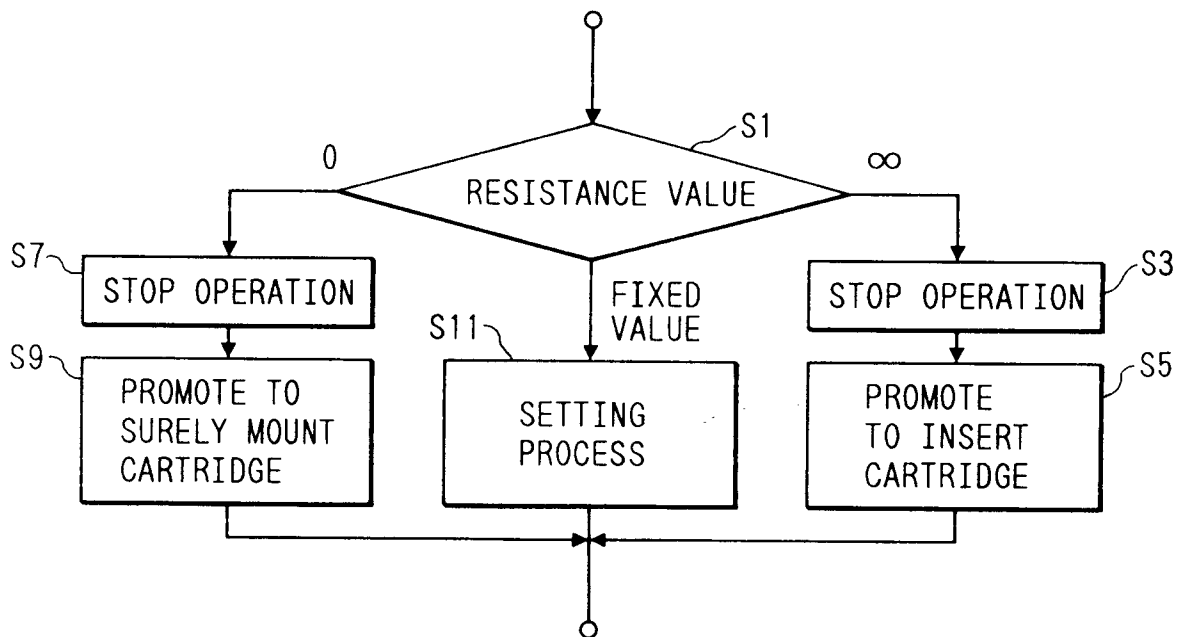 S1
0
∞
RESISTANCE VALUE
S7
STOP OPERATION
FIXED
VALUE
S3
STOP OPERATION
S9
PROMOTE TO
SURELY MOUNT
CARTRIDGE
S11
SETTING
PROCESS
S5
PROMOTE
TO INSERT
CARTRIDGE